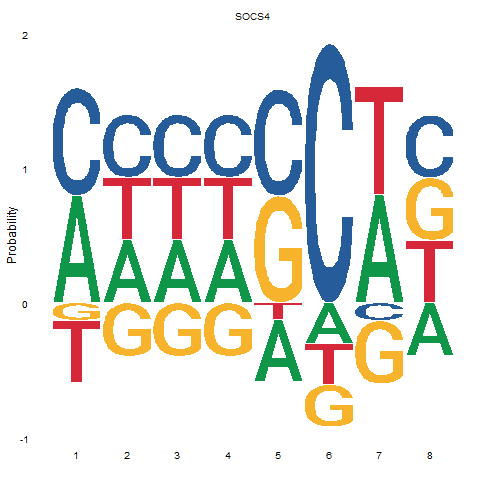 SOCS4
2
1
0
-1
Probability
C C C C C C T C
A T T T G A G
A A A T
G G G G T A C A
T A T G
G
1 2 3 4 5 6 7 8